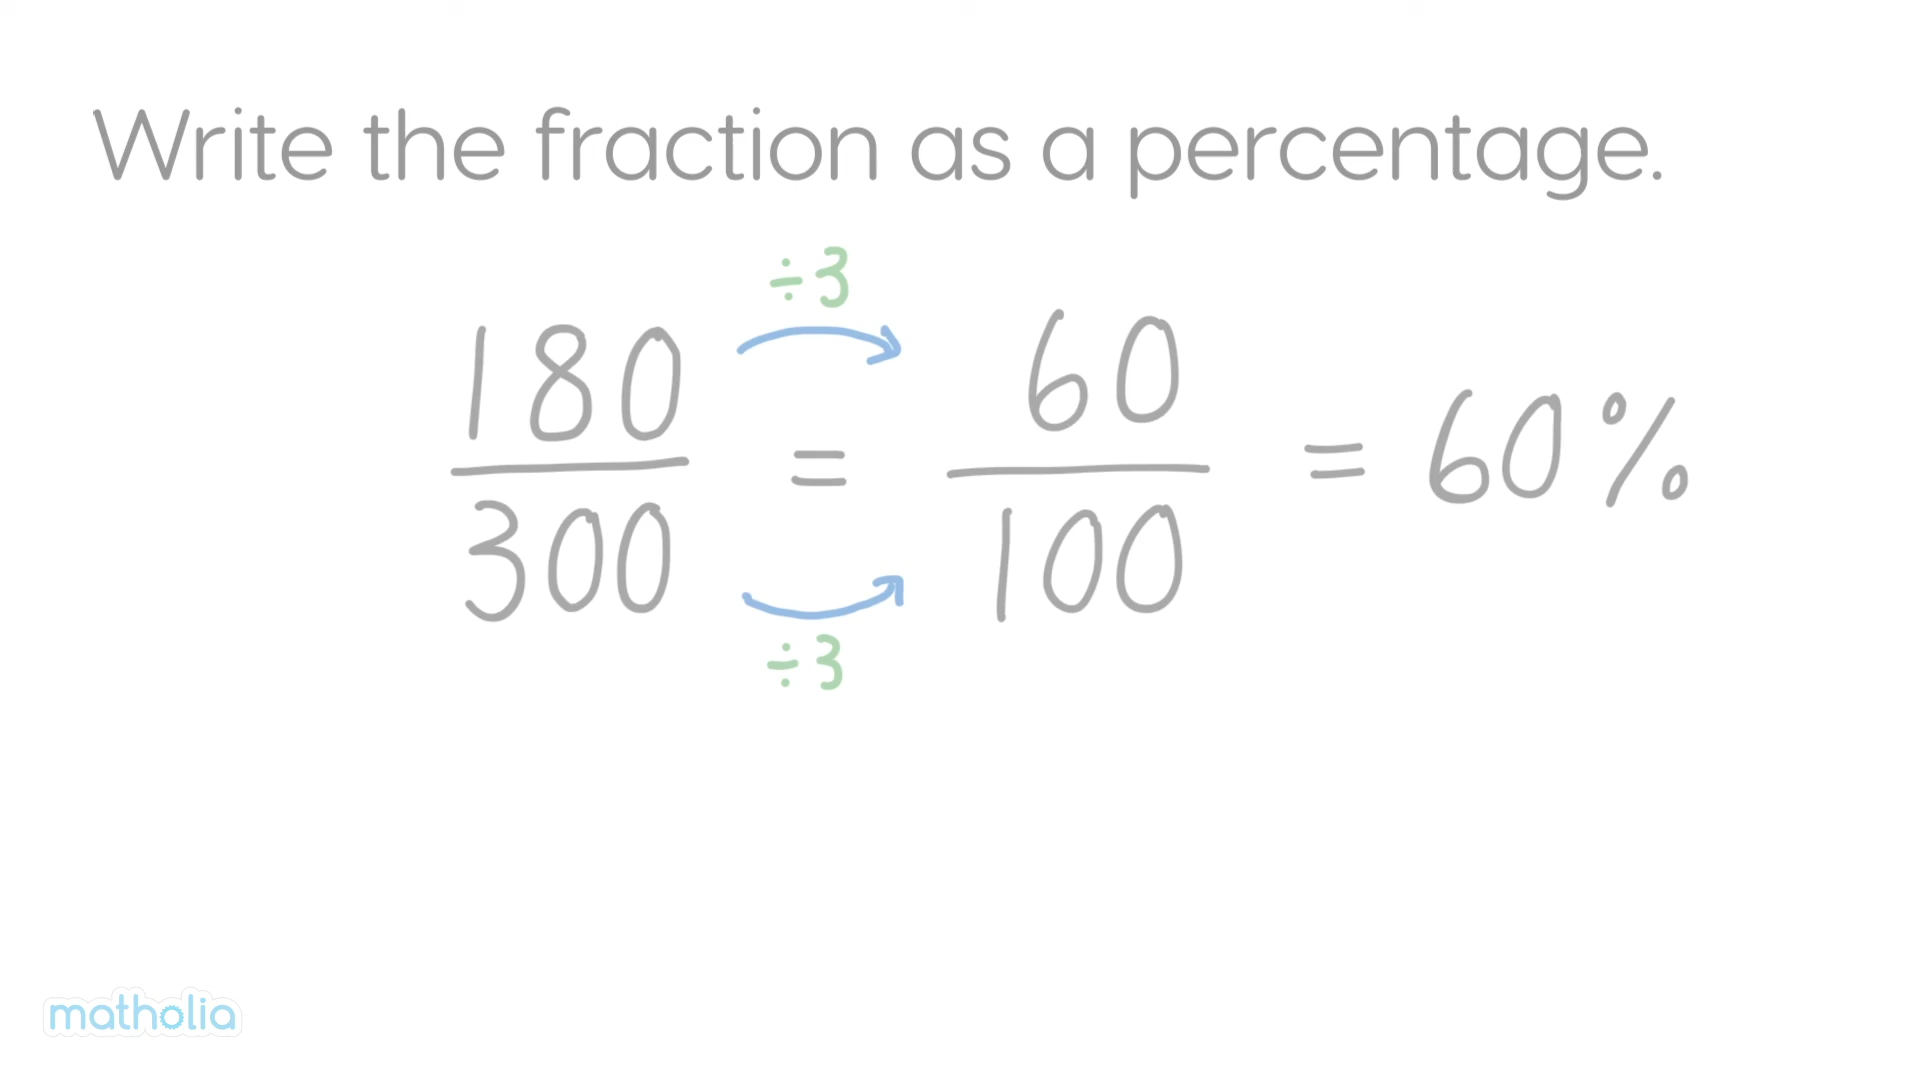 Write the fraction as a percentage.
÷3
180/300 = 60/100 = 60%
÷3
matholia